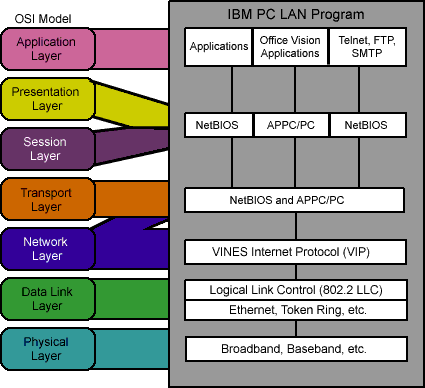 OSI Model
Application
Layer
Presentation
Layer
Session
Layer
Transport
Layer
Network
Layer
Data Link
Layer
Physical
Layer
IBM PC LAN Program
Applications
Office Vision
Applications
Telnet, FTP,
SMTP
NetBIOS
APPC/PC
NetBIOS
NetBIOS and APPC/PC
VINES Internet Protocol (VIP)
Logical Link Control (802.2 LLC)
Ethernet, Token Ring, etc.
Broadband, Baseband, etc.